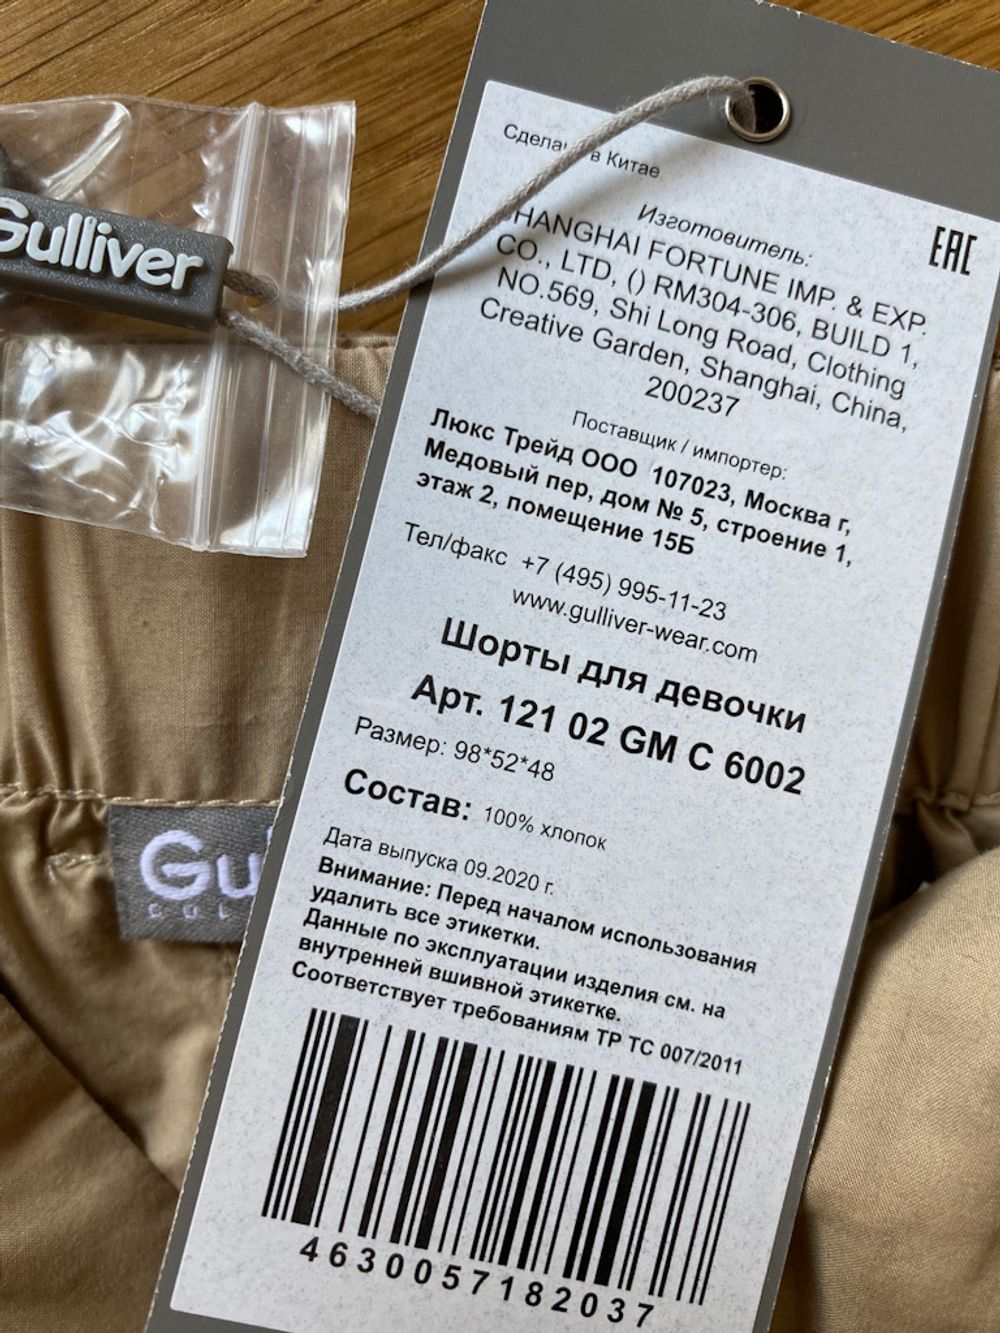 Сделано в Китае
EAC
Изготовитель:
SHANGHAI FORTUNE IMP. & EXP.
CO., LTD, () RM304-306, BUILD 1,
NO.569, Shi Long Road, Clothing
Creative Garden, Shanghai, China,
200237
Поставщик / импортер:
Люкс Трейд ООО 107023, Москва г,
Медовый пер, дом № 5, строение 1,
этаж 2, помещение 15Б
Тел/факс +7 (495) 995-11-23
www.gulliver-wear.com
Шорты для девочки
Арт. 121 02 GM C 6002
Размер: 98*52*48
Состав: 100% хлопок
Дата выпуска 09.2020 г.
Внимание: Перед началом использования
удалить все этикетки.
Данные по эксплуатации изделия см. на
внутренней вшивной этикетке.
Соответствует требованиям ТР ТС 007/2011
4630057182037
Gulliver
Gu